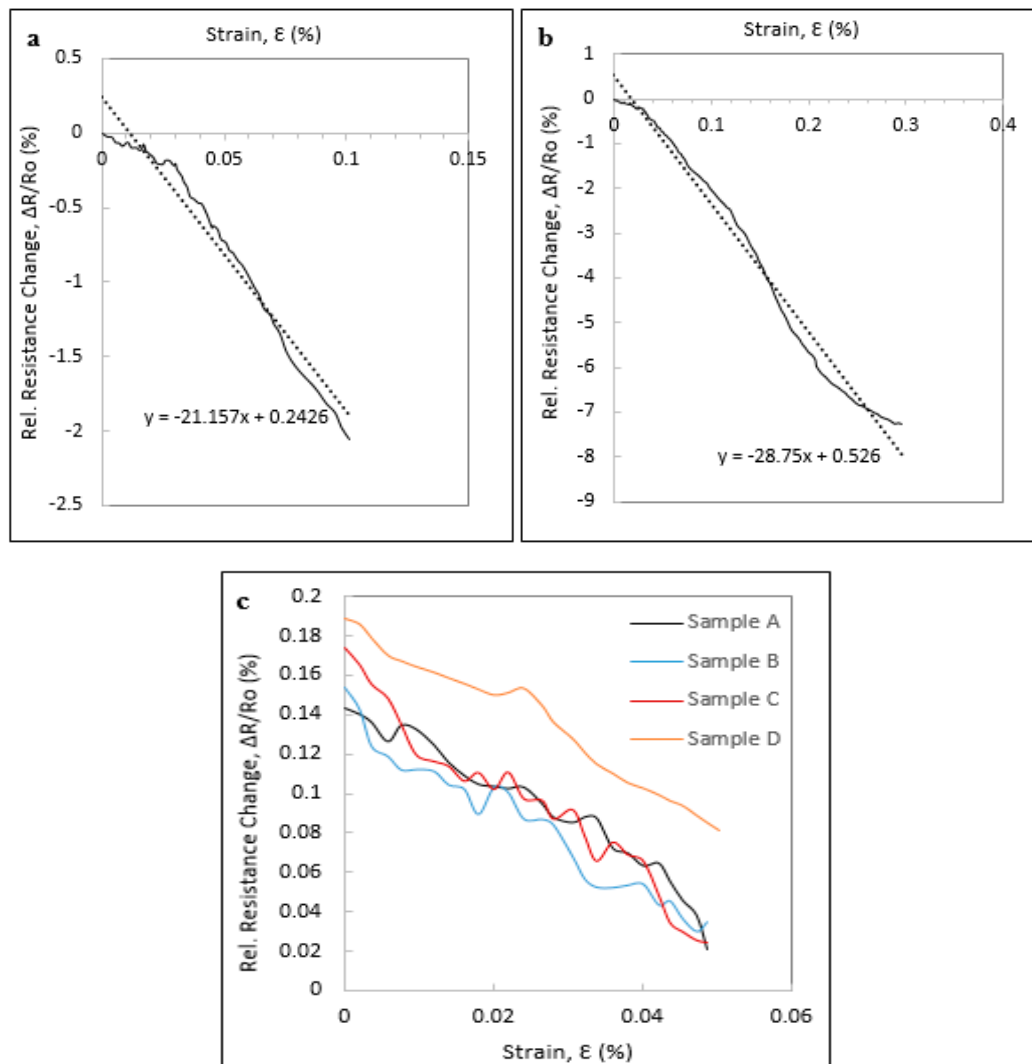 a
Strain, Ɛ (%)
0.5
0
-0.5
-1
-1.5
-2
-2.5
0
0.05
0.1
0.15
Rel. Resistance Change, ΔR/Ro (%)
y = -21.157x + 0.2426
b
Strain, Ɛ (%)
1
0
-1
-2
-3
-4
-5
-6
-7
-8
-9
0
0.1
0.2
0.3
0.4
Rel. Resistance Change, ΔR/Ro (%)
y = -28.75x + 0.526
c
0.2
0.18
0.16
0.14
0.12
0.1
0.08
0.06
0.04
0.02
0
Rel. Resistance Change, ΔR/Ro (%)
Sample A
Sample B
Sample C
Sample D
0
0.02
0.04
0.06
Strain, Ɛ (%)